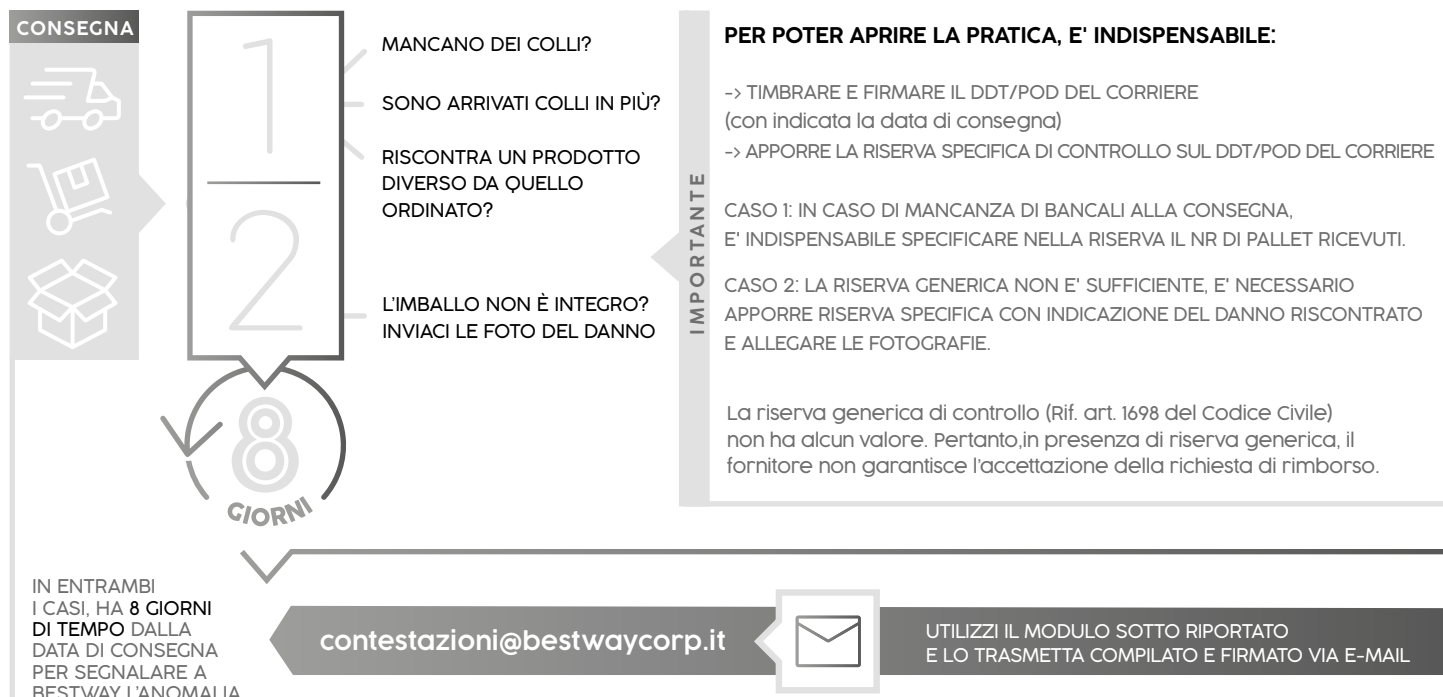 CONSEGNA
1
2
MANCANO DEI COLLI?
SONO ARRIVATI COLLI IN PIÙ?
RISCONTRA UN PRODOTTO
DIVERSO DA QUELLO
ORDINATO?
L'IMBALLO NON È INTEGRO?
INVIACI LE FOTO DEL DANNO
8
GIORNI
IMPORTANTE
PER POTER APRIRE LA PRATICA, E' INDISPENSABILE:
-> TIMBRARE E FIRMARE IL DDT/POD DEL CORRIERE
(con indicata la data di consegna)
-> APPORRE LA RISERVA SPECIFICA DI CONTROLLO SUL DDT/POD DEL CORRIERE
CASO 1: IN CASO DI MANCANZA DI BANCALI ALLA CONSEGNA,
E' INDISPENSABILE SPECIFICARE NELLA RISERVA IL NR DI PALLET RICEVUTI.
CASO 2: LA RISERVA GENERICA NON E' SUFFICIENTE, E' NECESSARIO
APPORRE RISERVA SPECIFICA CON INDICAZIONE DEL DANNO RISCONTRATO
E ALLEGARE LE FOTOGRAFIE.
La riserva generica di controllo (Rif. art. 1698 del Codice Civile)
non ha alcun valore. Pertanto,in presenza di riserva generica, il
fornitore non garantisce l'accettazione della richiesta di rimborso.
IN ENTRAMBI
I CASI, HA 8 GIORNI
DI TEMPO DALLA
DATA DI CONSEGNA
PER SEGNALARE A
BESTWAY L'ANOMALIA
contestazioni@bestwaycorp.it
UTILIZZI IL MODULO SOTTO RIPORTATO
E LO TRASMETTA COMPILATO E FIRMATO VIA E-MAIL